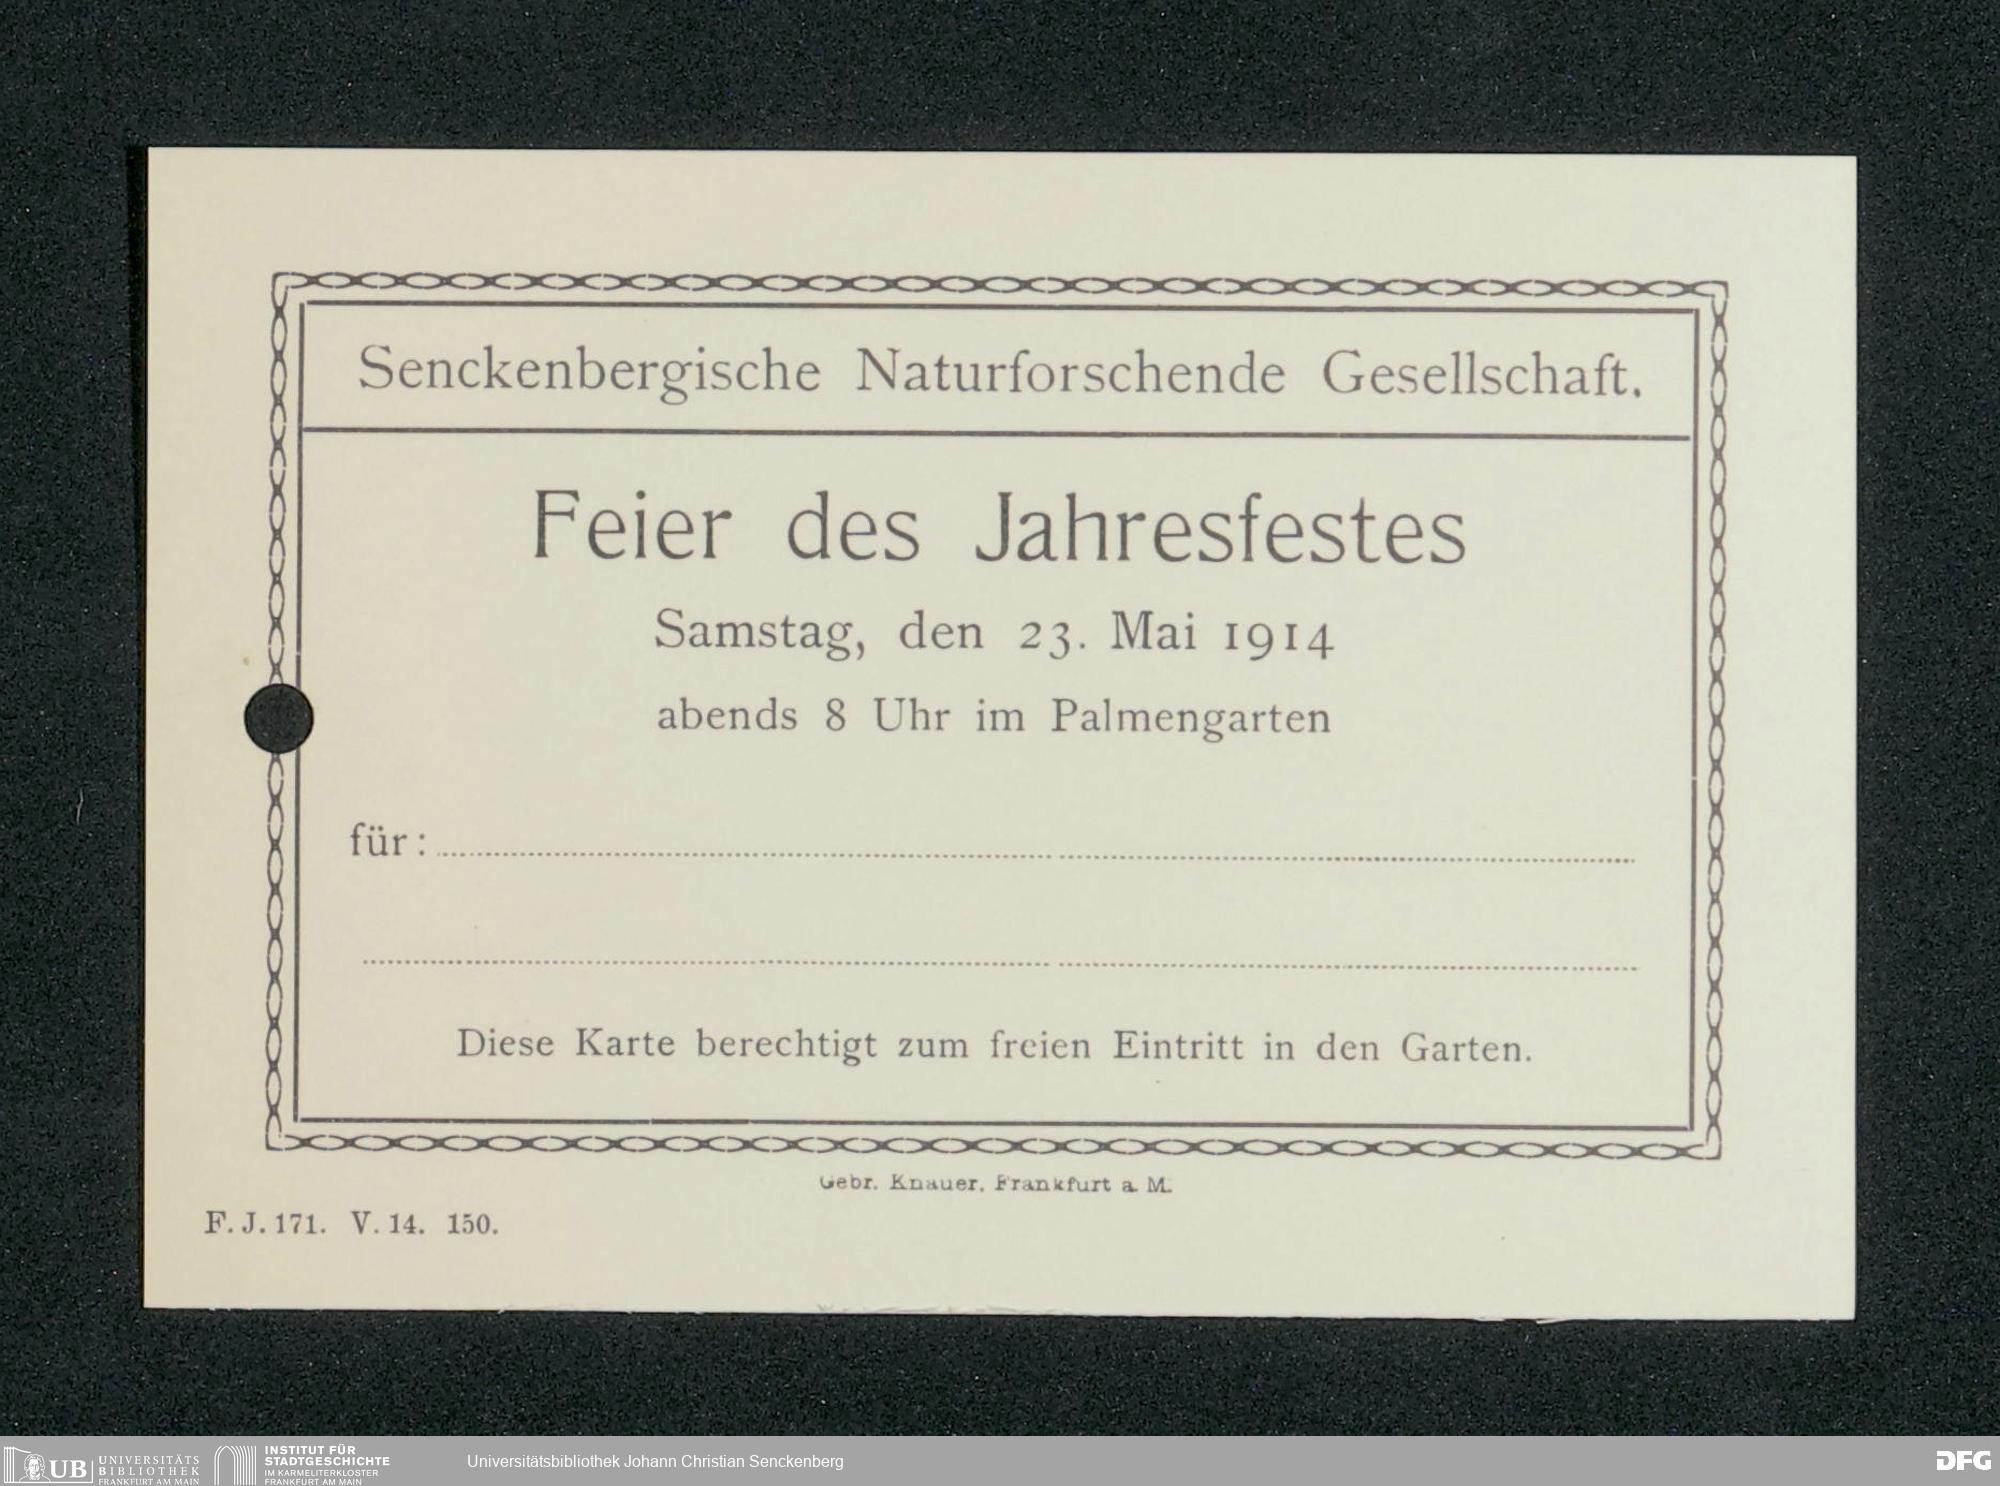 Senckenbergische Naturforschende Gesellschaft.
Feier des Jahresfestes
Samstag, den 23. Mai 1914
abends 8 Uhr im Palmengarten
für:
Diese Karte berechtigt zum freien Eintritt in den Garten.
Gebr. Knauer, Frankfurt a. M.
F. J. 171. V. 14. 150.
UB
UNIVERSITÄTS
BIBLIOTHEK
FRANKFURT AM MAIN
INSTITUT FÜR
STADTGESCHICHTE
IM KARMELITERKLOSTER
FRANKFURT AM MAIN
Universitätsbibliothek Johann Christian Senckenberg
DFG